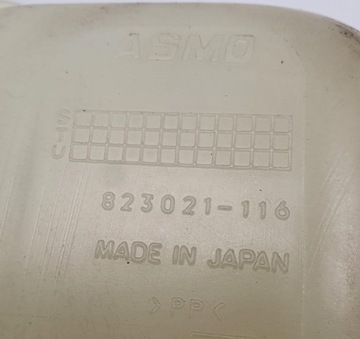 ASMO
823021-116
MADE IN JAPAN
>PP<